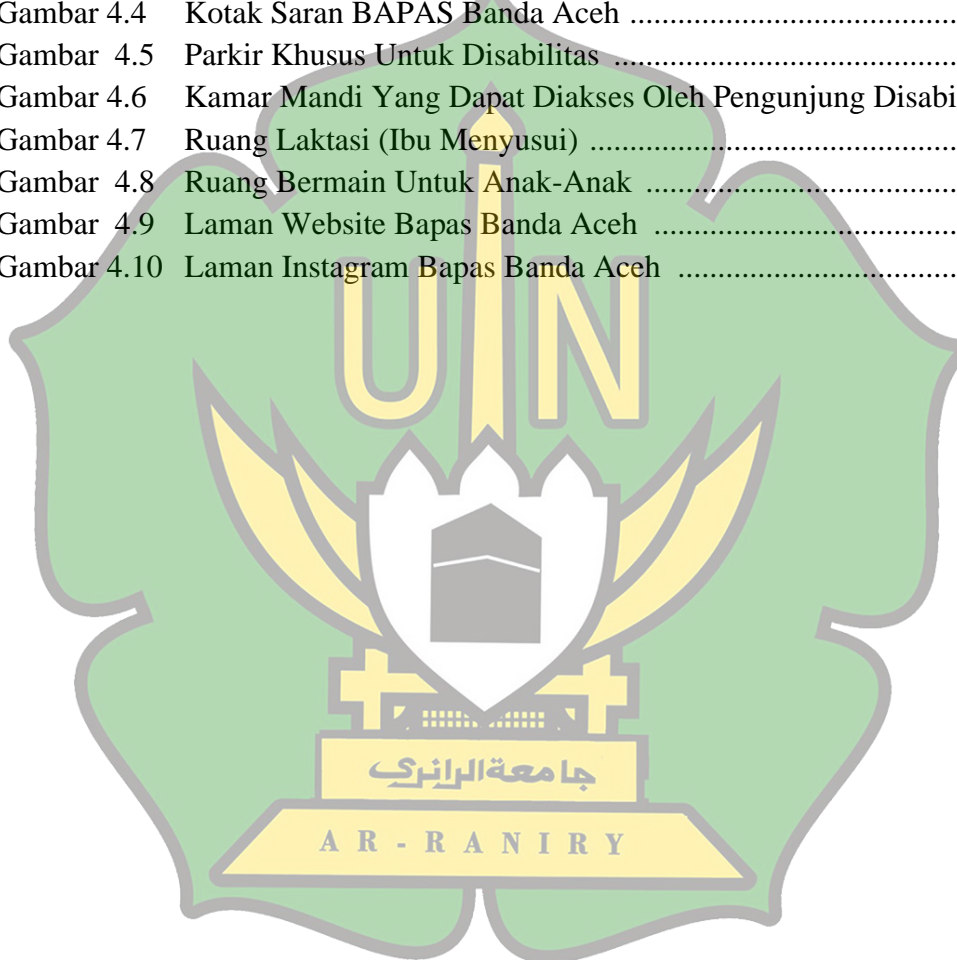 Gambar 4.4 Kotak Saran BAPAS Banda Aceh ........................................
Gambar 4.5 Parkir Khusus Untuk Disabilitas ..........................................
Gambar 4.6 Kamar Mandi Yang Dapat Diakses Oleh Pengunjung
Gambar 4.7 Ruang Laktasi (Ibu Menyusui) .............................................
Gambar 4.8 Ruang Bermain Untuk Anak-Anak ......................................
Gambar 4.9 Laman Website Bapas Banda Aceh .....................................
Gambar 4.10 Laman Instagram Bapas Banda Aceh ..................................
UIN
جامعة الرانري
AR-RANIRY